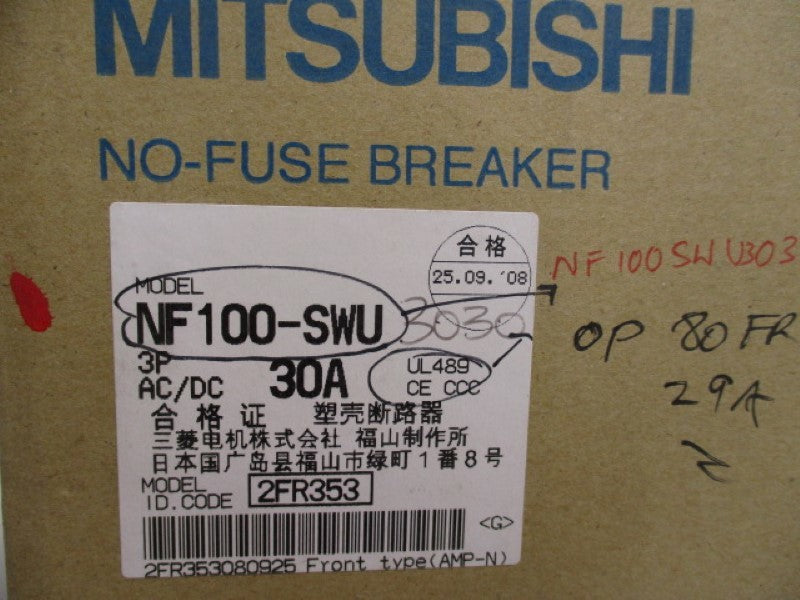 MITSUBISHI
NO-FUSE BREAKER
合格
25.09.'08
MODEL
NF100-SWU
3030
NF100SWU303
3P
AC/DC 30A
UL489
CE CCC
OP 80 FR
29A
合格证 塑壳断路器
三菱电机株式会社 福山制作所
日本国广岛县福山市绿町1番8号
MODEL
ID.CODE 2FR353
<G>
2FR353080925 Front type(AMP-N)